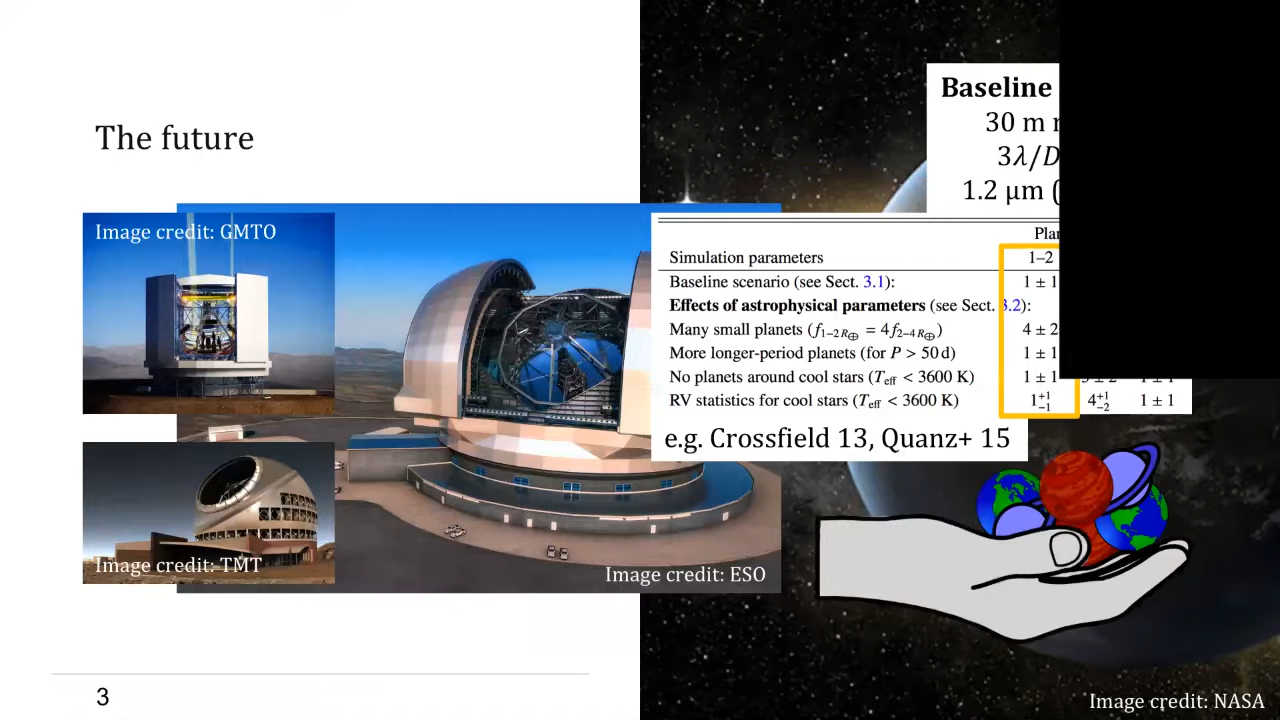 The future
Image credit: GMTO
Image credit: TMT
Image credit: ESO
Baseline
30 m
3λ/D
1.2 μm (
Simulation parameters 1–2
Baseline scenario (see Sect. 3.1): 1 ± 1
Effects of astrophysical parameters (see Sect. 3.2):
Many small planets (f1−2 R⊕ = 4 f2−4 R⊕) 4 ± 2
More longer-period planets (for P > 50 d) 1 ± 1
No planets around cool stars (Teff < 3600 K) 1 ± 1
RV statistics for cool stars (Teff < 3600 K) 1+1−1 4+1−2 1 ± 1
e.g. Crossfield 13, Quanz+ 15
3
Image credit: NASA